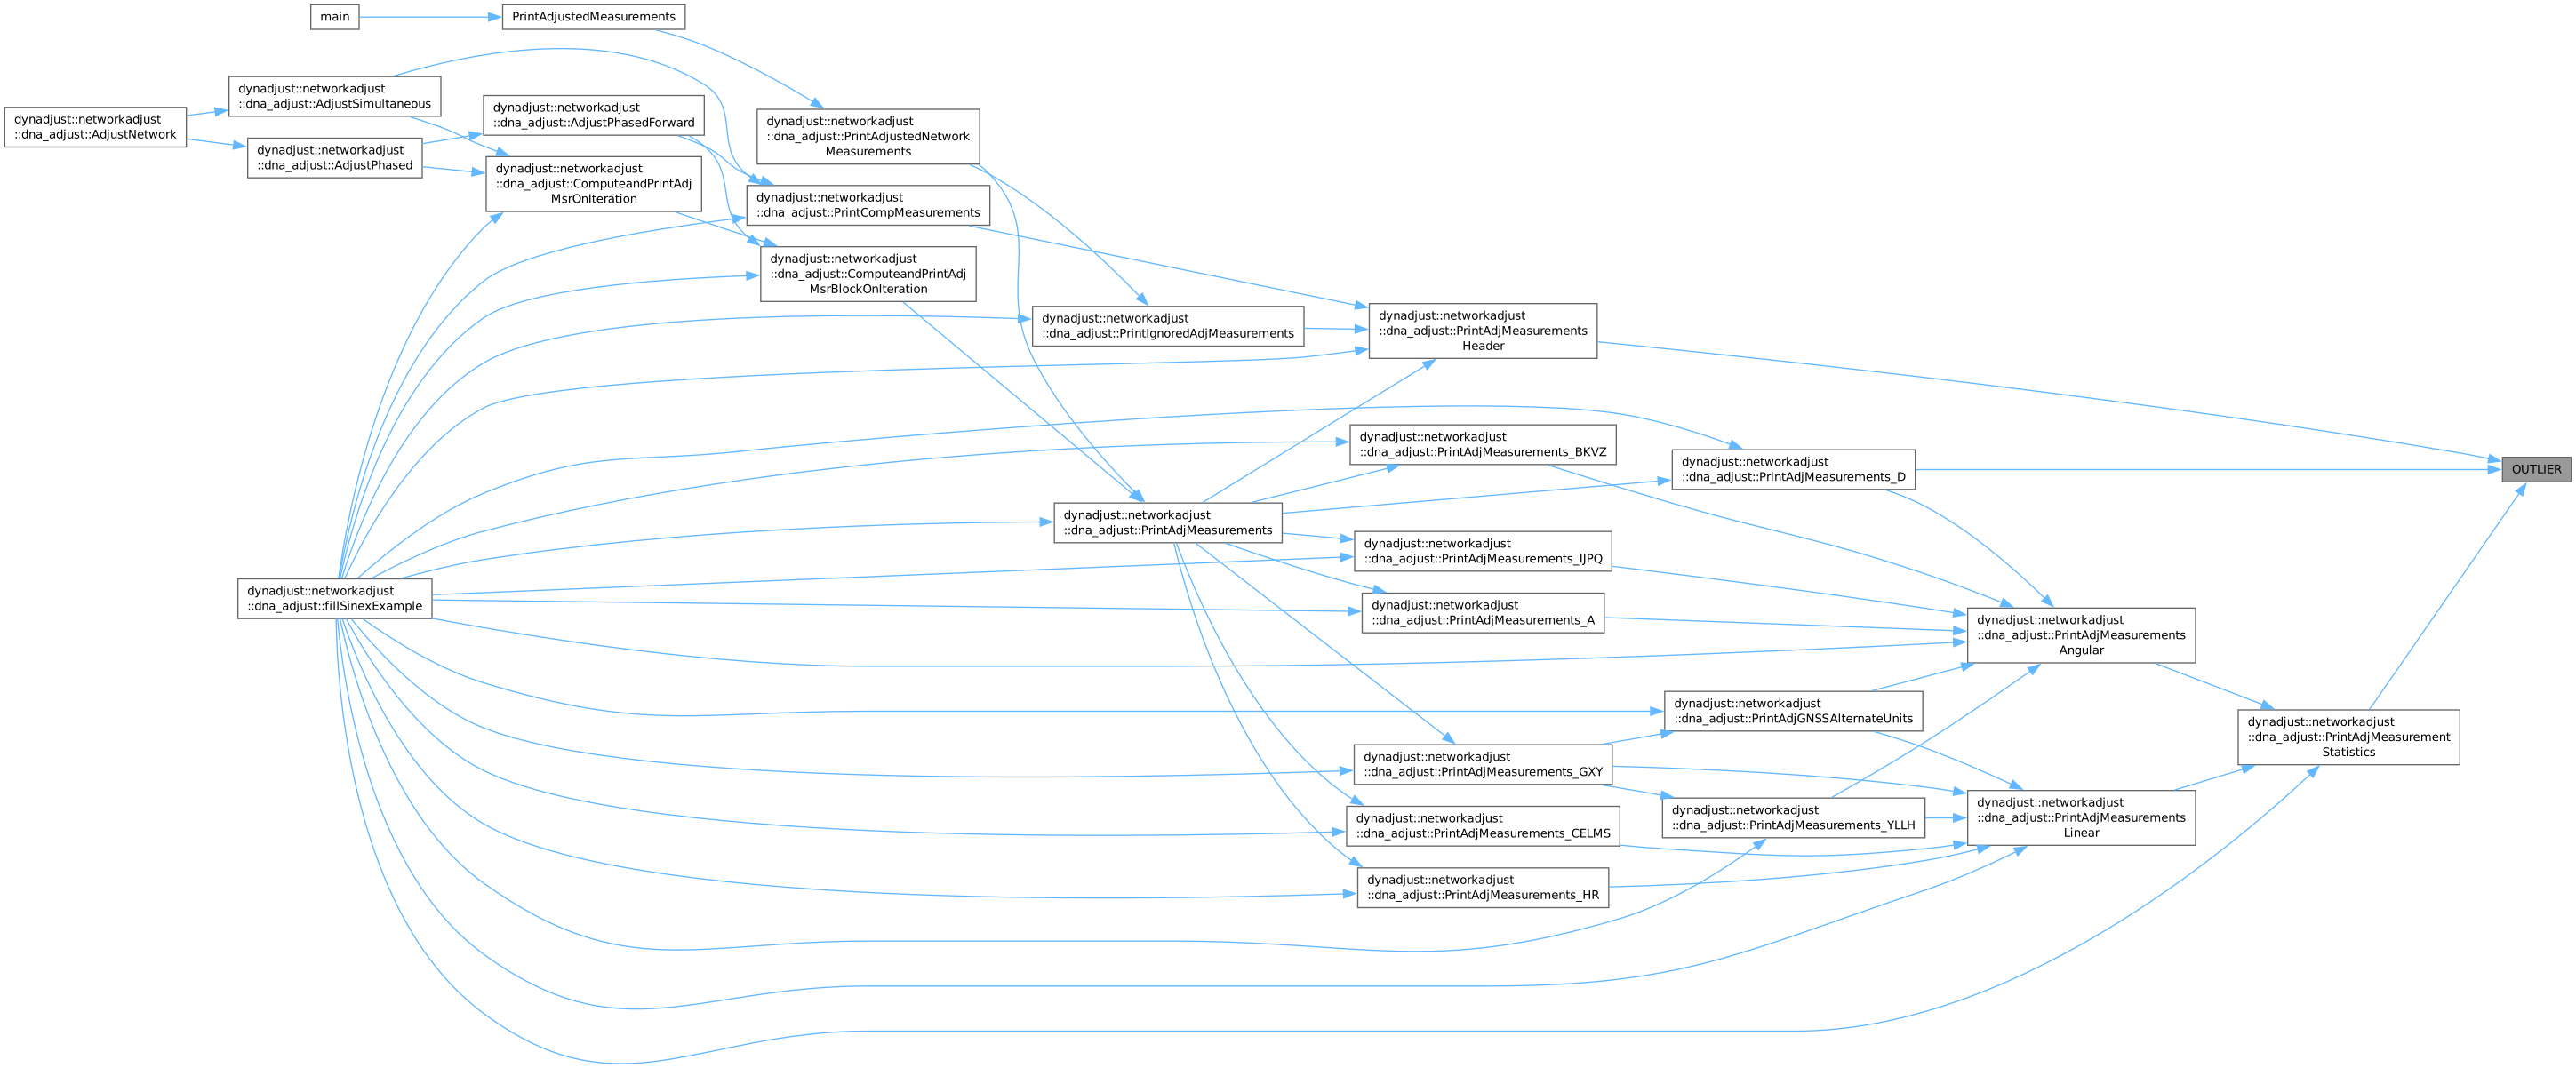 main
PrintAdjustedMeasurements
dynadjust::networkadjust
::dna_adjust::AdjustSimultaneous
dynadjust::networkadjust
::dna_adjust::AdjustNetwork
dynadjust::networkadjust
::dna_adjust::AdjustPhasedForward
dynadjust::networkadjust
::dna_adjust::AdjustPhased
dynadjust::networkadjust
::dna_adjust::PrintAdjustedNetwork
Measurements
dynadjust::networkadjust
::dna_adjust::ComputeandPrintAdj
MsrOnIteration
dynadjust::networkadjust
::dna_adjust::PrintCompMeasurements
dynadjust::networkadjust
::dna_adjust::ComputeandPrintAdj
MsrBlockOnIteration
dynadjust::networkadjust
::dna_adjust::PrintIgnoredAdjMeasurements
dynadjust::networkadjust
::dna_adjust::PrintAdjMeasurements
Header
dynadjust::networkadjust
::dna_adjust::PrintAdjMeasurements_BKVZ
dynadjust::networkadjust
::dna_adjust::PrintAdjMeasurements_D
OUTLIER
dynadjust::networkadjust
::dna_adjust::PrintAdjMeasurements
dynadjust::networkadjust
::dna_adjust::PrintAdjMeasurements_IJPQ
dynadjust::networkadjust
::dna_adjust::fillSinexExample
dynadjust::networkadjust
::dna_adjust::PrintAdjMeasurements_A
dynadjust::networkadjust
::dna_adjust::PrintAdjMeasurements
Angular
dynadjust::networkadjust
::dna_adjust::PrintAdjGNSSAlternateUnits
dynadjust::networkadjust
::dna_adjust::PrintAdjMeasurement
Statistics
dynadjust::networkadjust
::dna_adjust::PrintAdjMeasurements_GXY
dynadjust::networkadjust
::dna_adjust::PrintAdjMeasurements_CELMS
dynadjust::networkadjust
::dna_adjust::PrintAdjMeasurements_YLLH
dynadjust::networkadjust
::dna_adjust::PrintAdjMeasurements
Linear
dynadjust::networkadjust
::dna_adjust::PrintAdjMeasurements_HR